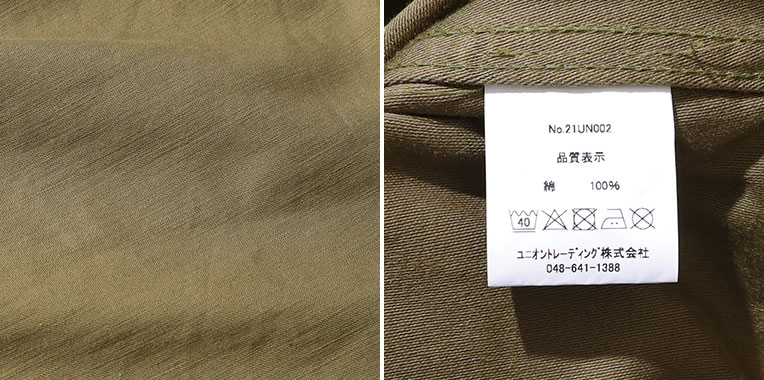 No.21UN002
品質表示
綿 100%
40
ユニオントレーディング株式会社
048-641-1388